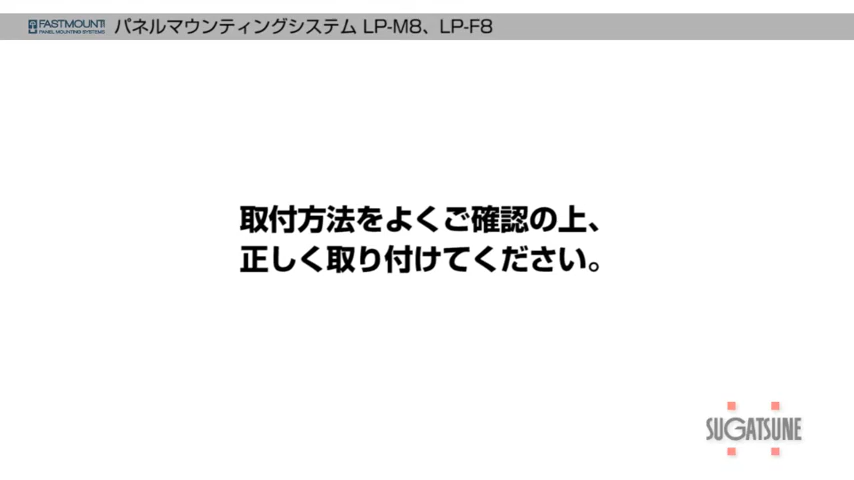 FASTMOUNT
PANEL MOUNTING SYSTEMS
パネルマウンティングシステム LP-M8、LP-F8
取付方法をよくご確認の上、
正しく取り付けてください。
SUGATSUNE